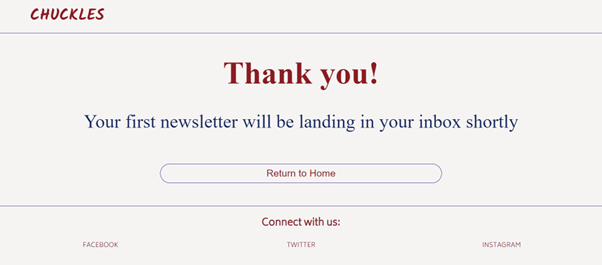 CHUCKLES
Thank you!
Your first newsletter will be landing in your inbox shortly
Return to Home
Connect with us:
FACEBOOK
TWITTER
INSTAGRAM